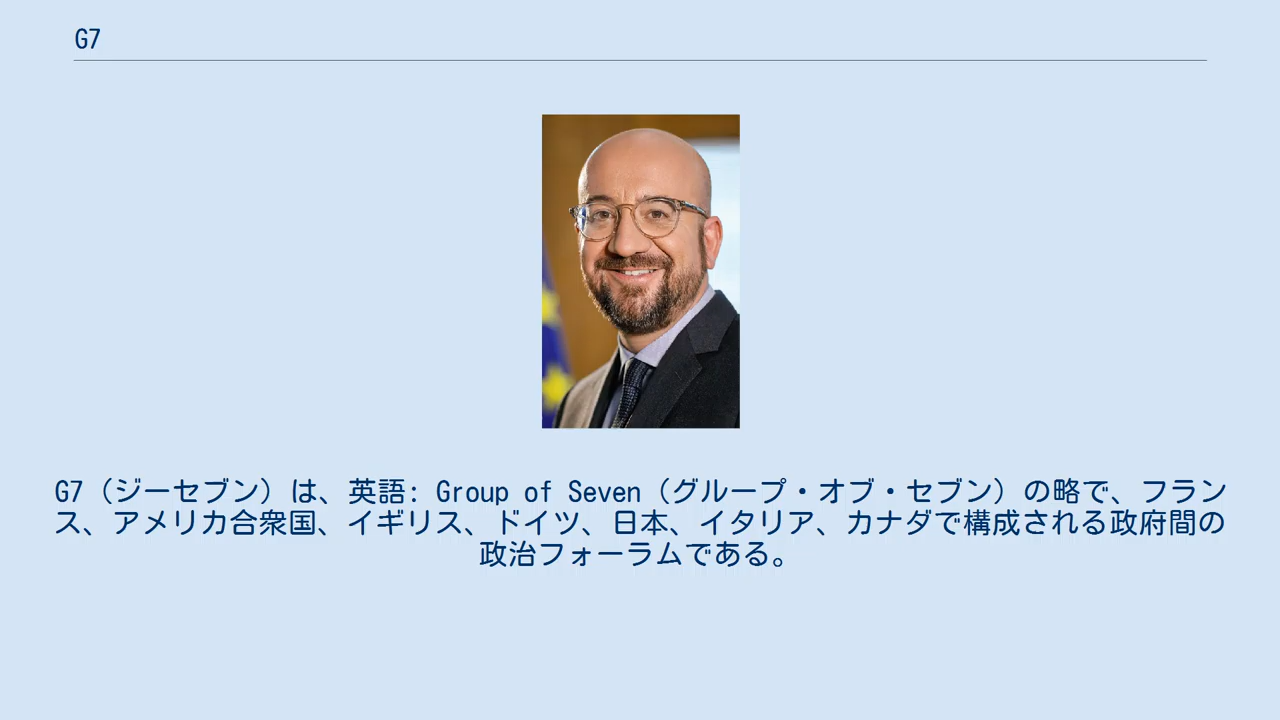 G7
G7（ジーセブン）は、英語: Group of Seven（グループ・オブ・セブン）の略で、フラン
ス、アメリカ合衆国、イギリス、ドイツ、日本、イタリア、カナダで構成される政府間の
政治フォーラムである。